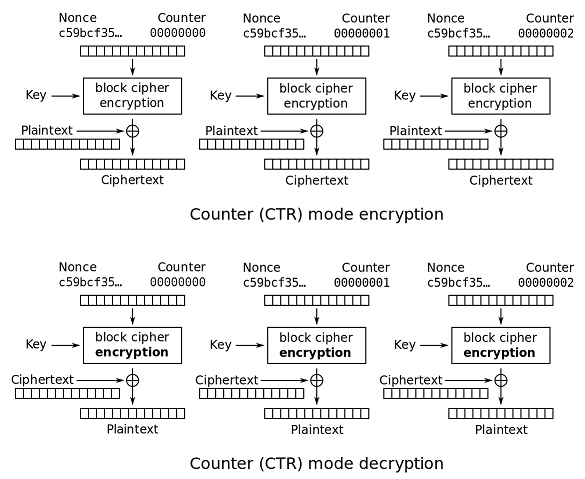 Nonce Counter Nonce Counter Nonce Counter
c59bcf35… 00000000 c59bcf35… 00000001 c59bcf35… 00000002
Key block cipher encryption Key block cipher encryption Key block cipher encryption
Plaintext Plaintext Plaintext
Ciphertext Ciphertext Ciphertext
Counter (CTR) mode encryption
Nonce Counter Nonce Counter Nonce Counter
c59bcf35… 00000000 c59bcf35… 00000001 c59bcf35… 00000002
Key block cipher encryption Key block cipher encryption Key block cipher encryption
Ciphertext Ciphertext Ciphertext
Plaintext Plaintext Plaintext
Counter (CTR) mode decryption